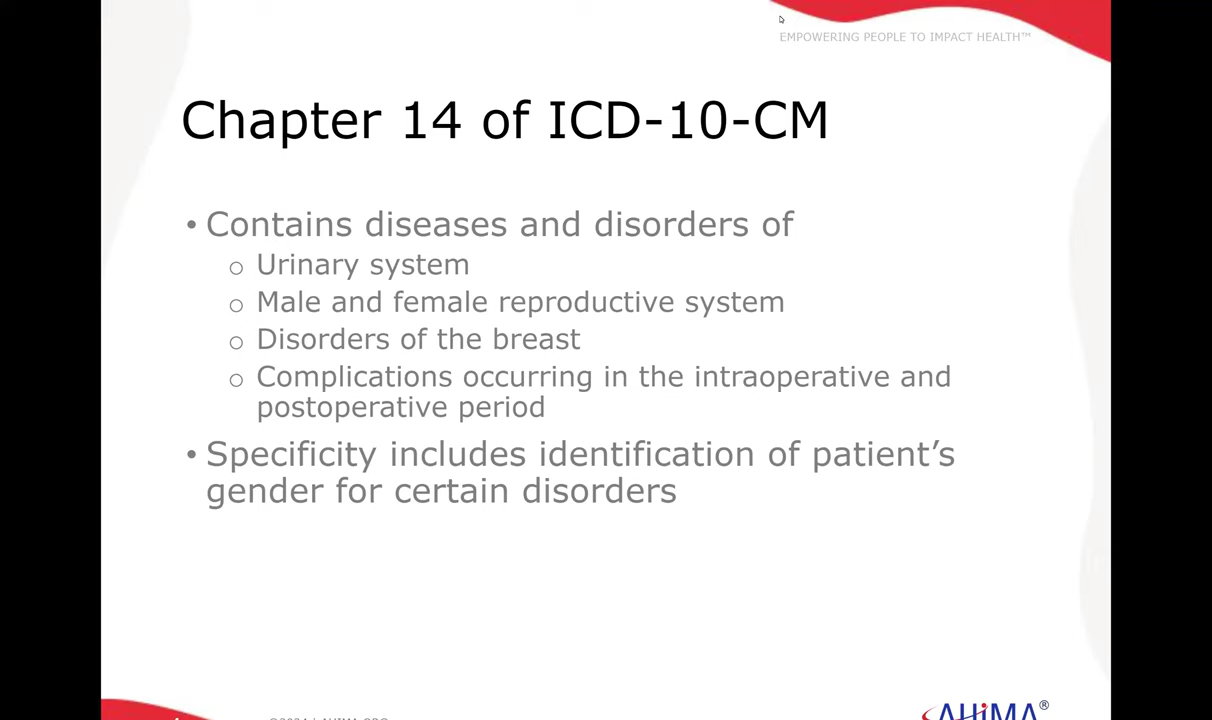 EMPOWERING PEOPLE TO IMPACT HEALTH™
Chapter 14 of ICD-10-CM
• Contains diseases and disorders of
o Urinary system
o Male and female reproductive system
o Disorders of the breast
o Complications occurring in the intraoperative and
postoperative period
• Specificity includes identification of patient’s
gender for certain disorders
AHIMA®